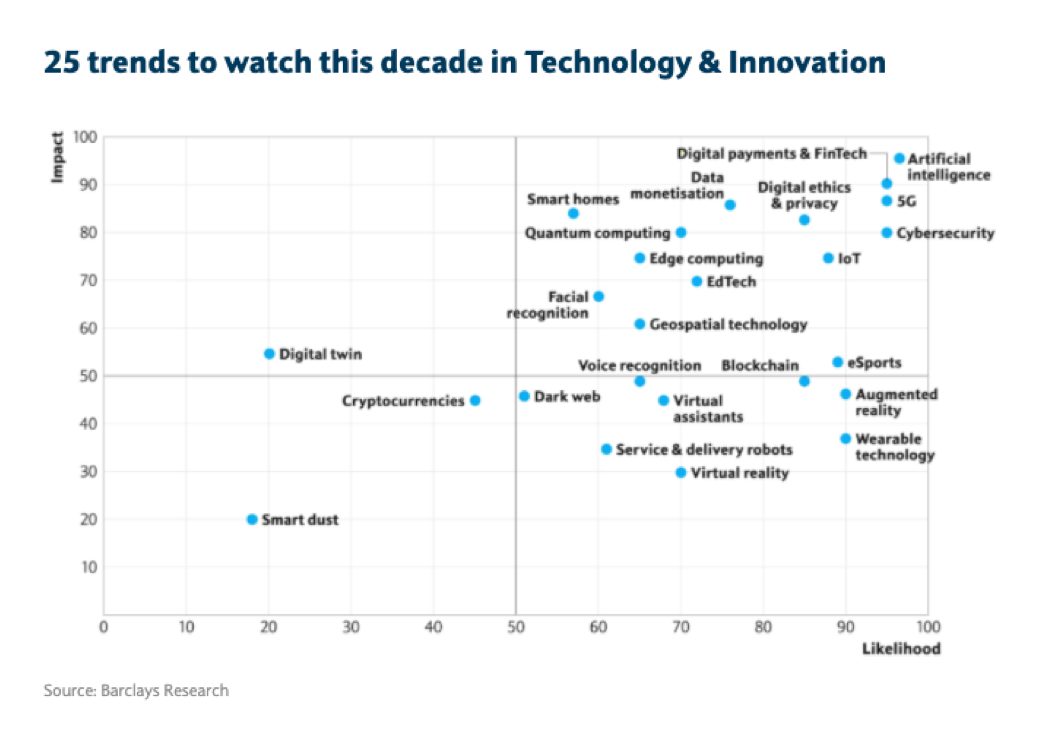 25 trends to watch this decade in Technology & Innovation
Impact
100
90
80
70
60
50
40
30
20
10
Digital payments & FinTech
Artificial
intelligence
Data
monetisation
Digital ethics
& privacy
5G
Smart homes
Quantum computing
Cybersecurity
Edge computing
IoT
EdTech
Facial
recognition
Geospatial technology
Digital twin
Voice recognition
Blockchain
eSports
Cryptocurrencies
Dark web
Virtual
assistants
Augmented
reality
Service & delivery robots
Wearable
technology
Virtual reality
Smart dust
0
10
20
30
40
50
60
70
80
90
100
Likelihood
Source: Barclays Research